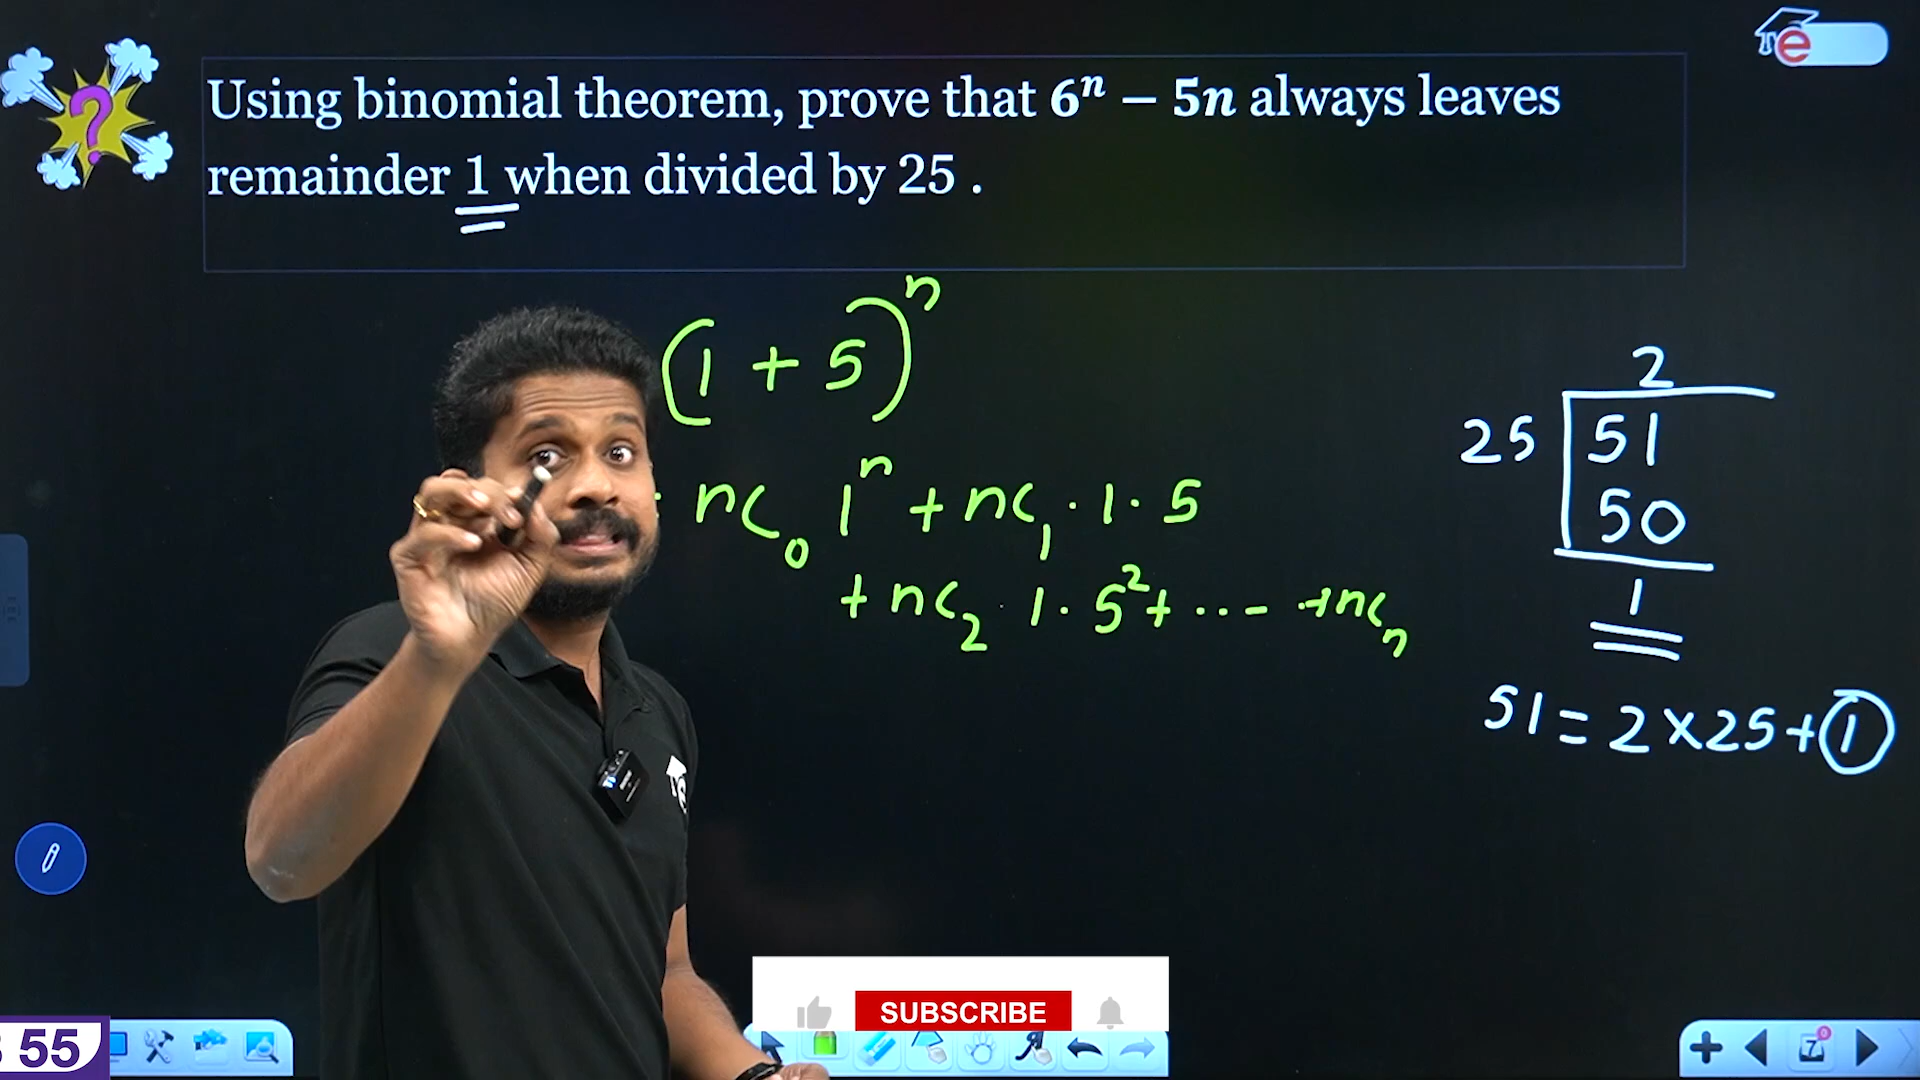 Using binomial theorem, prove that 6ⁿ − 5n always leaves
remainder 1 when divided by 25 .
(1 + 5)ⁿ
nC₀ 1ⁿ + nC₁ · 1 · 5
+ nC₂ · 1 · 5² + ... + nCₙ
2
25 51
50
1
51 = 2 × 25 + 1
e
SUBSCRIBE
55
7